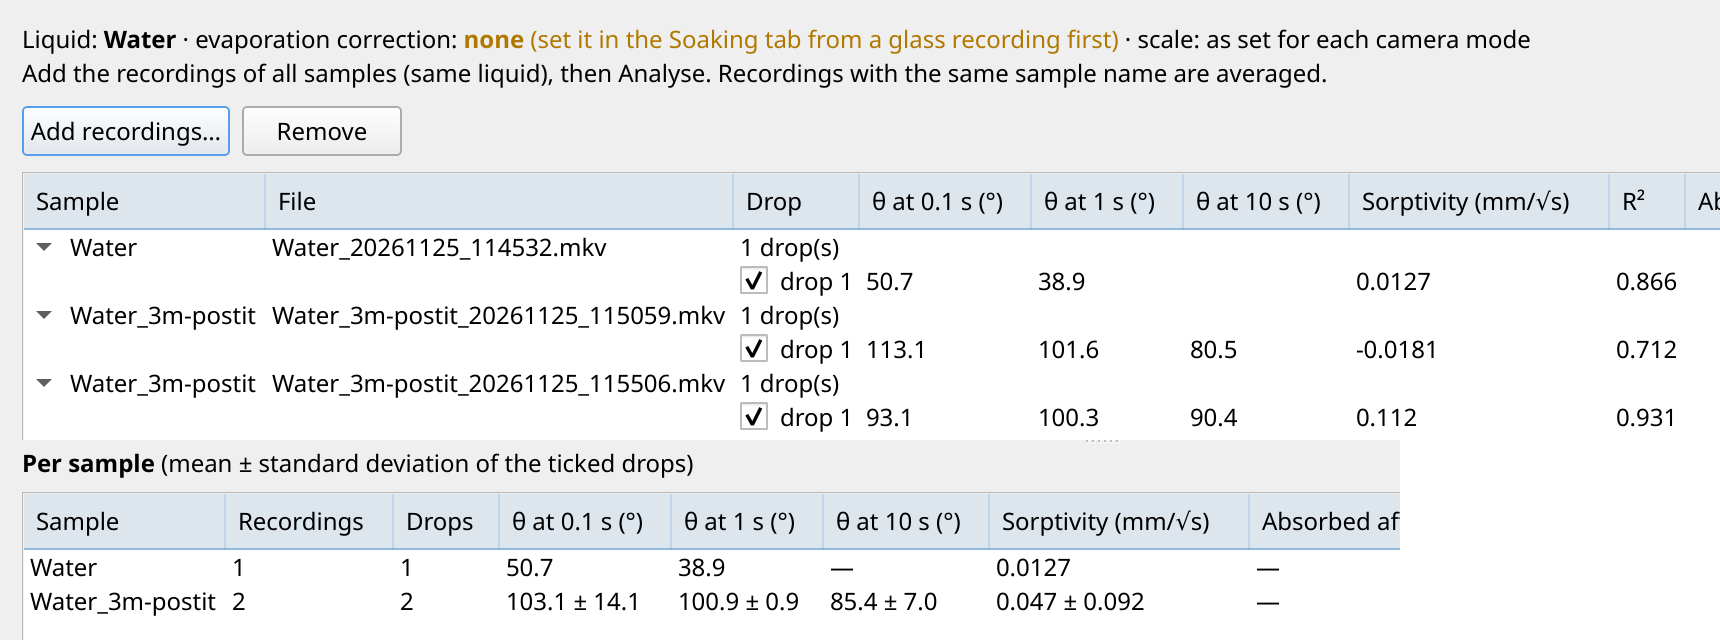 Liquid: Water · evaporation correction: none (set it in the Soaking tab from a glass recording first) · scale: as set for each camera mode
Add the recordings of all samples (same liquid), then Analyse. Recordings with the same sample name are averaged.
Add recordings... Remove
Sample File Drop θ at 0.1 s (°) θ at 1 s (°) θ at 10 s (°) Sorptivity (mm/√s) R² Ab
Water Water_20261125_114532.mkv 1 drop(s)
drop 1 50.7 38.9 0.0127 0.866
Water_3m-postit Water_3m-postit_20261125_115059.mkv 1 drop(s)
drop 1 113.1 101.6 80.5 -0.0181 0.712
Water_3m-postit Water_3m-postit_20261125_115506.mkv 1 drop(s)
drop 1 93.1 100.3 90.4 0.112 0.931
Per sample (mean ± standard deviation of the ticked drops)
Sample Recordings Drops θ at 0.1 s (°) θ at 1 s (°) θ at 10 s (°) Sorptivity (mm/√s) Absorbed af
Water 1 1 50.7 38.9 — 0.0127 —
Water_3m-postit 2 2 103.1 ± 14.1 100.9 ± 0.9 85.4 ± 7.0 0.047 ± 0.092 —